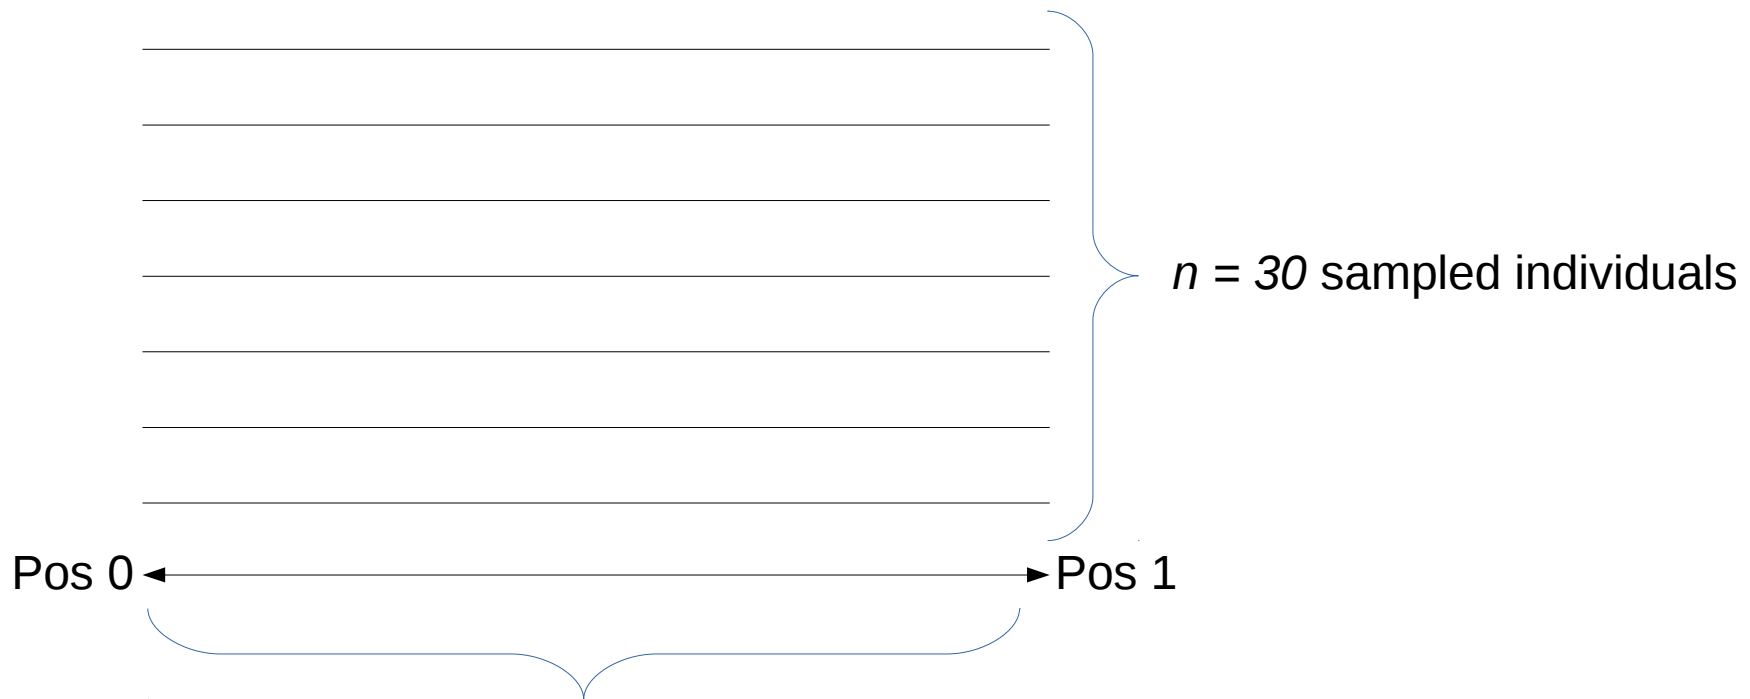 n = 30 sampled individuals
Pos 0
Pos 1